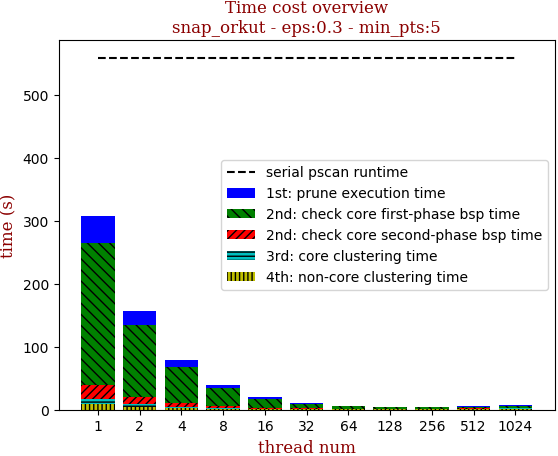 Time cost overview
snap_orkut - eps:0.3 - min_pts:5
time (s)
500
400
300
200
100
0
serial pscan runtime
1st: prune execution time
2nd: check core first-phase bsp time
2nd: check core second-phase bsp time
3rd: core clustering time
4th: non-core clustering time
1 2 4 8 16 32 64 128 256 512 1024
thread num